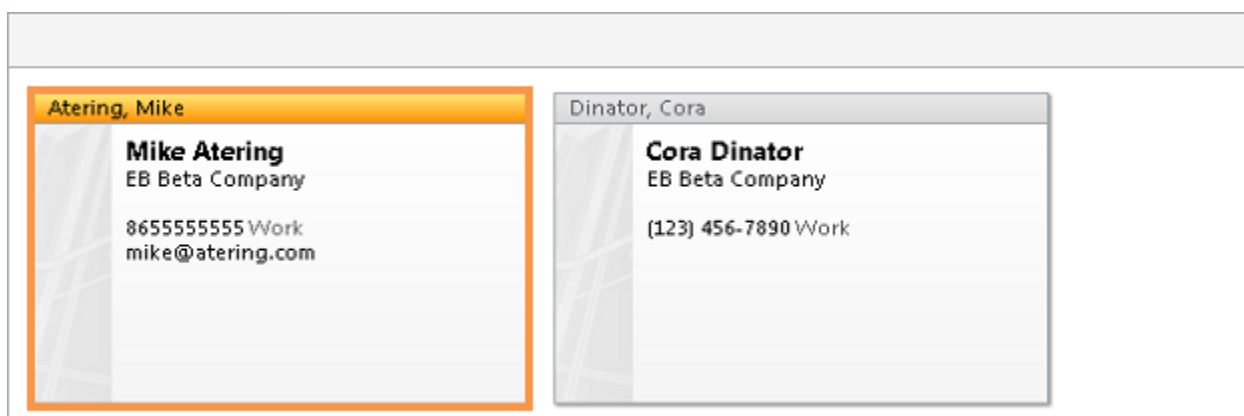 Atering, Mike
Mike Atering
EB Beta Company
8655555555 Work
mike@atering.com
Dinator, Cora
Cora Dinator
EB Beta Company
(123) 456-7890 Work